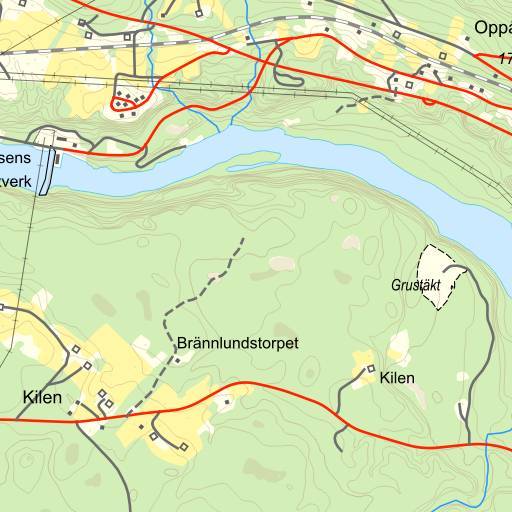 Oppå
17
sens
tverk
Grustäkt
Brännlundstorpet
Kilen
Kilen